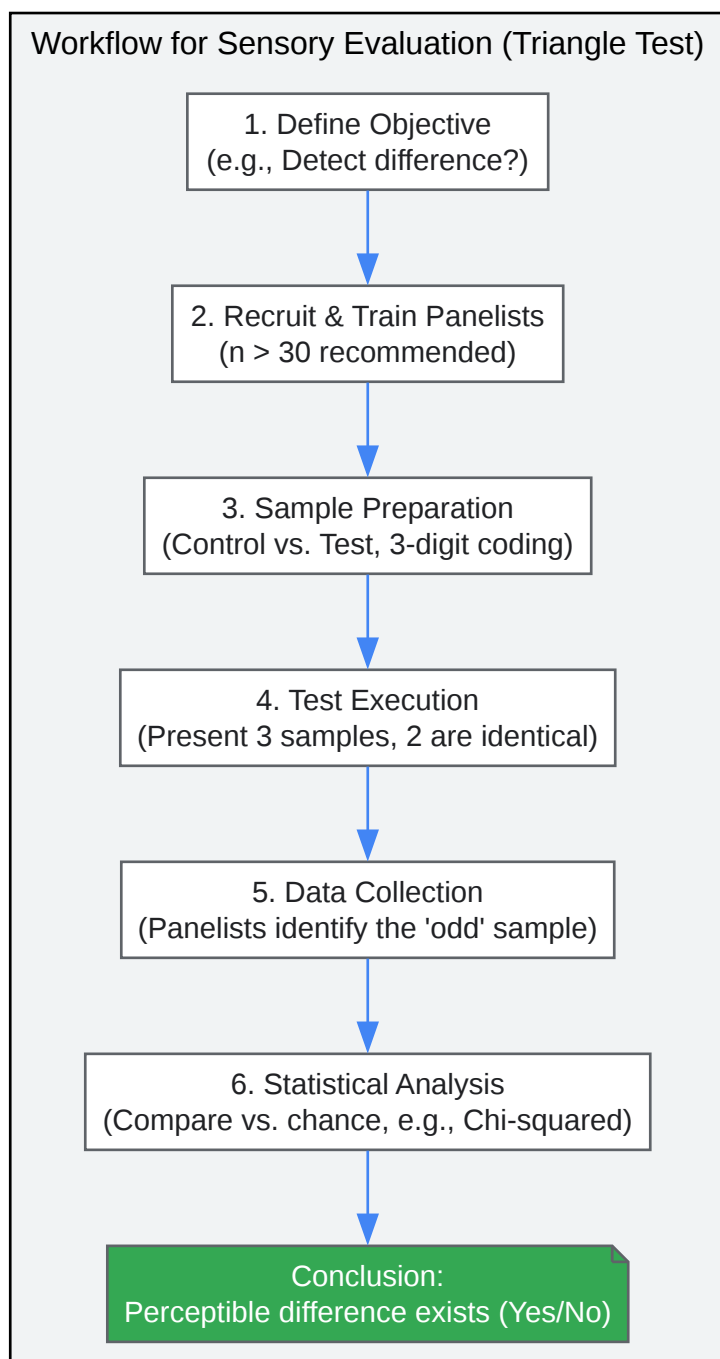 Workflow for Sensory Evaluation (Triangle Test)
1. Define Objective
(e.g., Detect difference?)
2. Recruit & Train Panelists
(n > 30 recommended)
3. Sample Preparation
(Control vs. Test, 3-digit coding)
4. Test Execution
(Present 3 samples, 2 are identical)
5. Data Collection
(Panelists identify the 'odd' sample)
6. Statistical Analysis
(Compare vs. chance, e.g., Chi-squared)
Conclusion:
Perceptible difference exists (Yes/No)